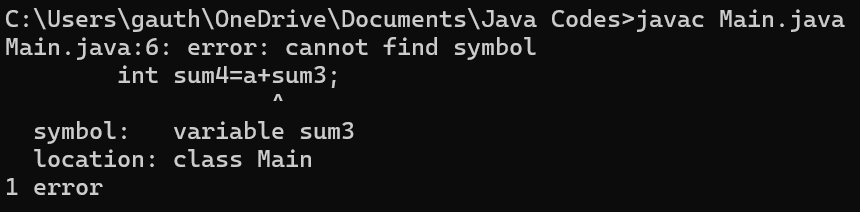 C:\Users\gauth\OneDrive\Documents\Java Codes>javac Main.java
Main.java:6: error: cannot find symbol
        int sum4=a+sum3;
                   ^
  symbol:   variable sum3
  location: class Main
1 error